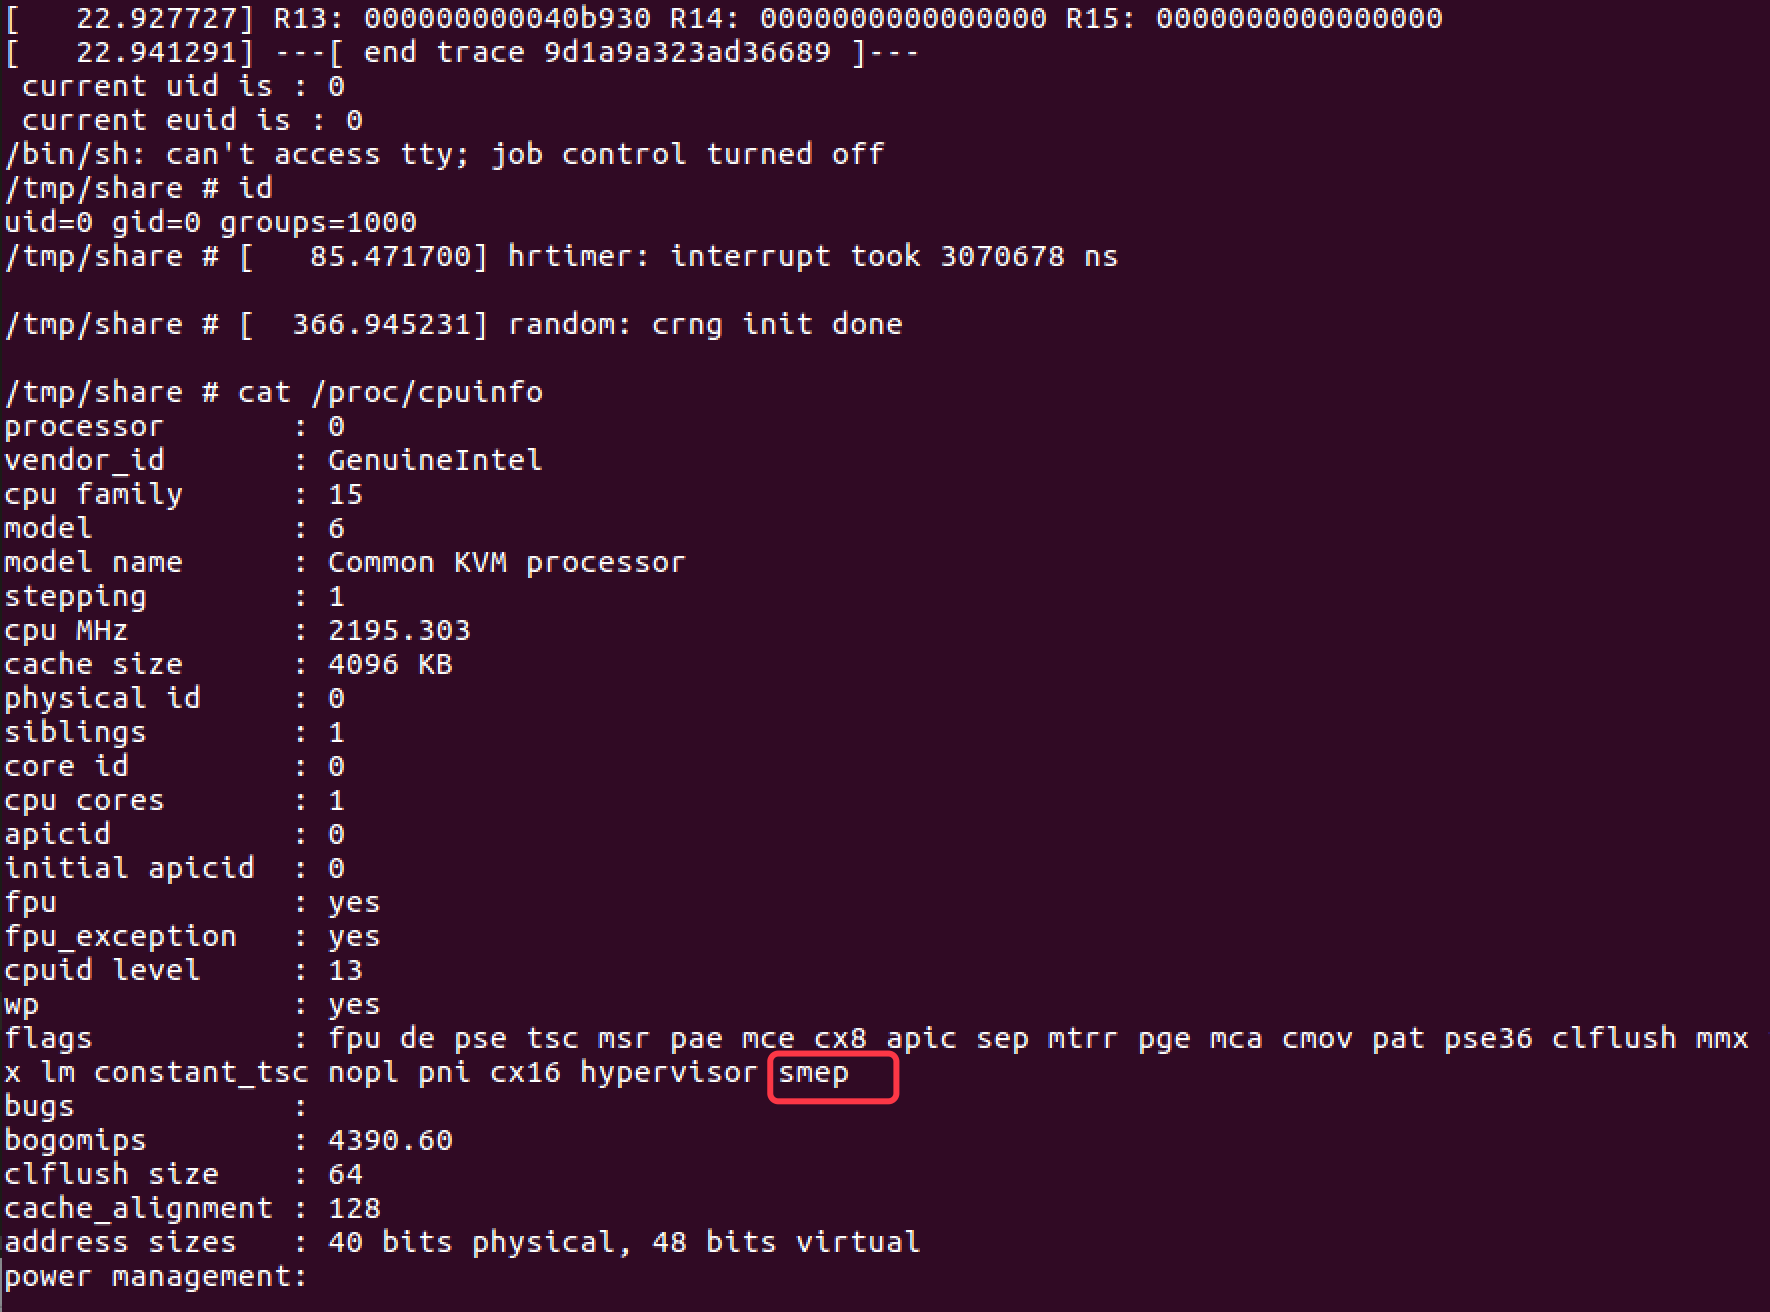 [   22.927727] R13: 000000000040b930 R14: 0000000000000000 R15: 0000000000000000
[   22.941291] ---[ end trace 9d1a9a323ad36689 ]---
 current uid is : 0
 current euid is : 0
/bin/sh: can't access tty; job control turned off
/tmp/share # id
uid=0 gid=0 groups=1000
/tmp/share # [   85.471700] hrtimer: interrupt took 3070678 ns
/tmp/share # [  366.945231] random: crng init done
/tmp/share # cat /proc/cpuinfo
processor       : 0
vendor_id       : GenuineIntel
cpu family      : 15
model           : 6
model name      : Common KVM processor
stepping        : 1
cpu MHz         : 2195.303
cache size      : 4096 KB
physical id     : 0
siblings        : 1
core id         : 0
cpu cores       : 1
apicid          : 0
initial apicid  : 0
fpu             : yes
fpu_exception   : yes
cpuid level     : 13
wp              : yes
flags           : fpu de pse tsc msr pae mce cx8 apic sep mtrr pge mca cmov pat pse36 clflush mmx
x lm constant_tsc nopl pni cx16 hypervisor smep
bugs            :
bogomips        : 4390.60
clflush size    : 64
cache_alignment : 128
address sizes   : 40 bits physical, 48 bits virtual
power management: